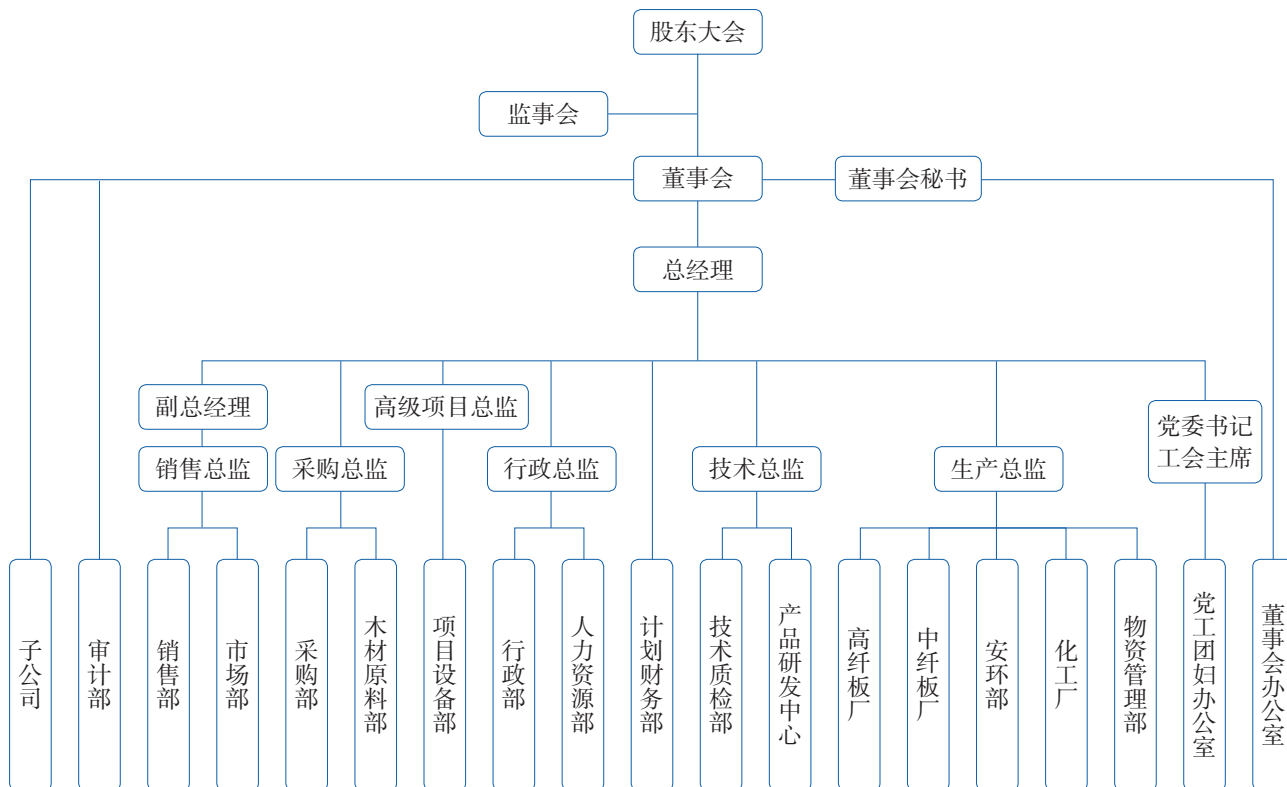 股东大会
监事会
董事会
董事会秘书
总经理
副总经理
高级项目总监
党委书记
工会主席
销售总监
采购总监
行政总监
技术总监
生产总监
子公司
审计部
销售部
市场部
采购部
木材原料部
项目设备部
行政部
人力资源部
计划财务部
技术质检部
产品研发中心
高纤板厂
中纤板厂
安环部
化工厂
物资管理部
党工团妇办公室
董事会办公室